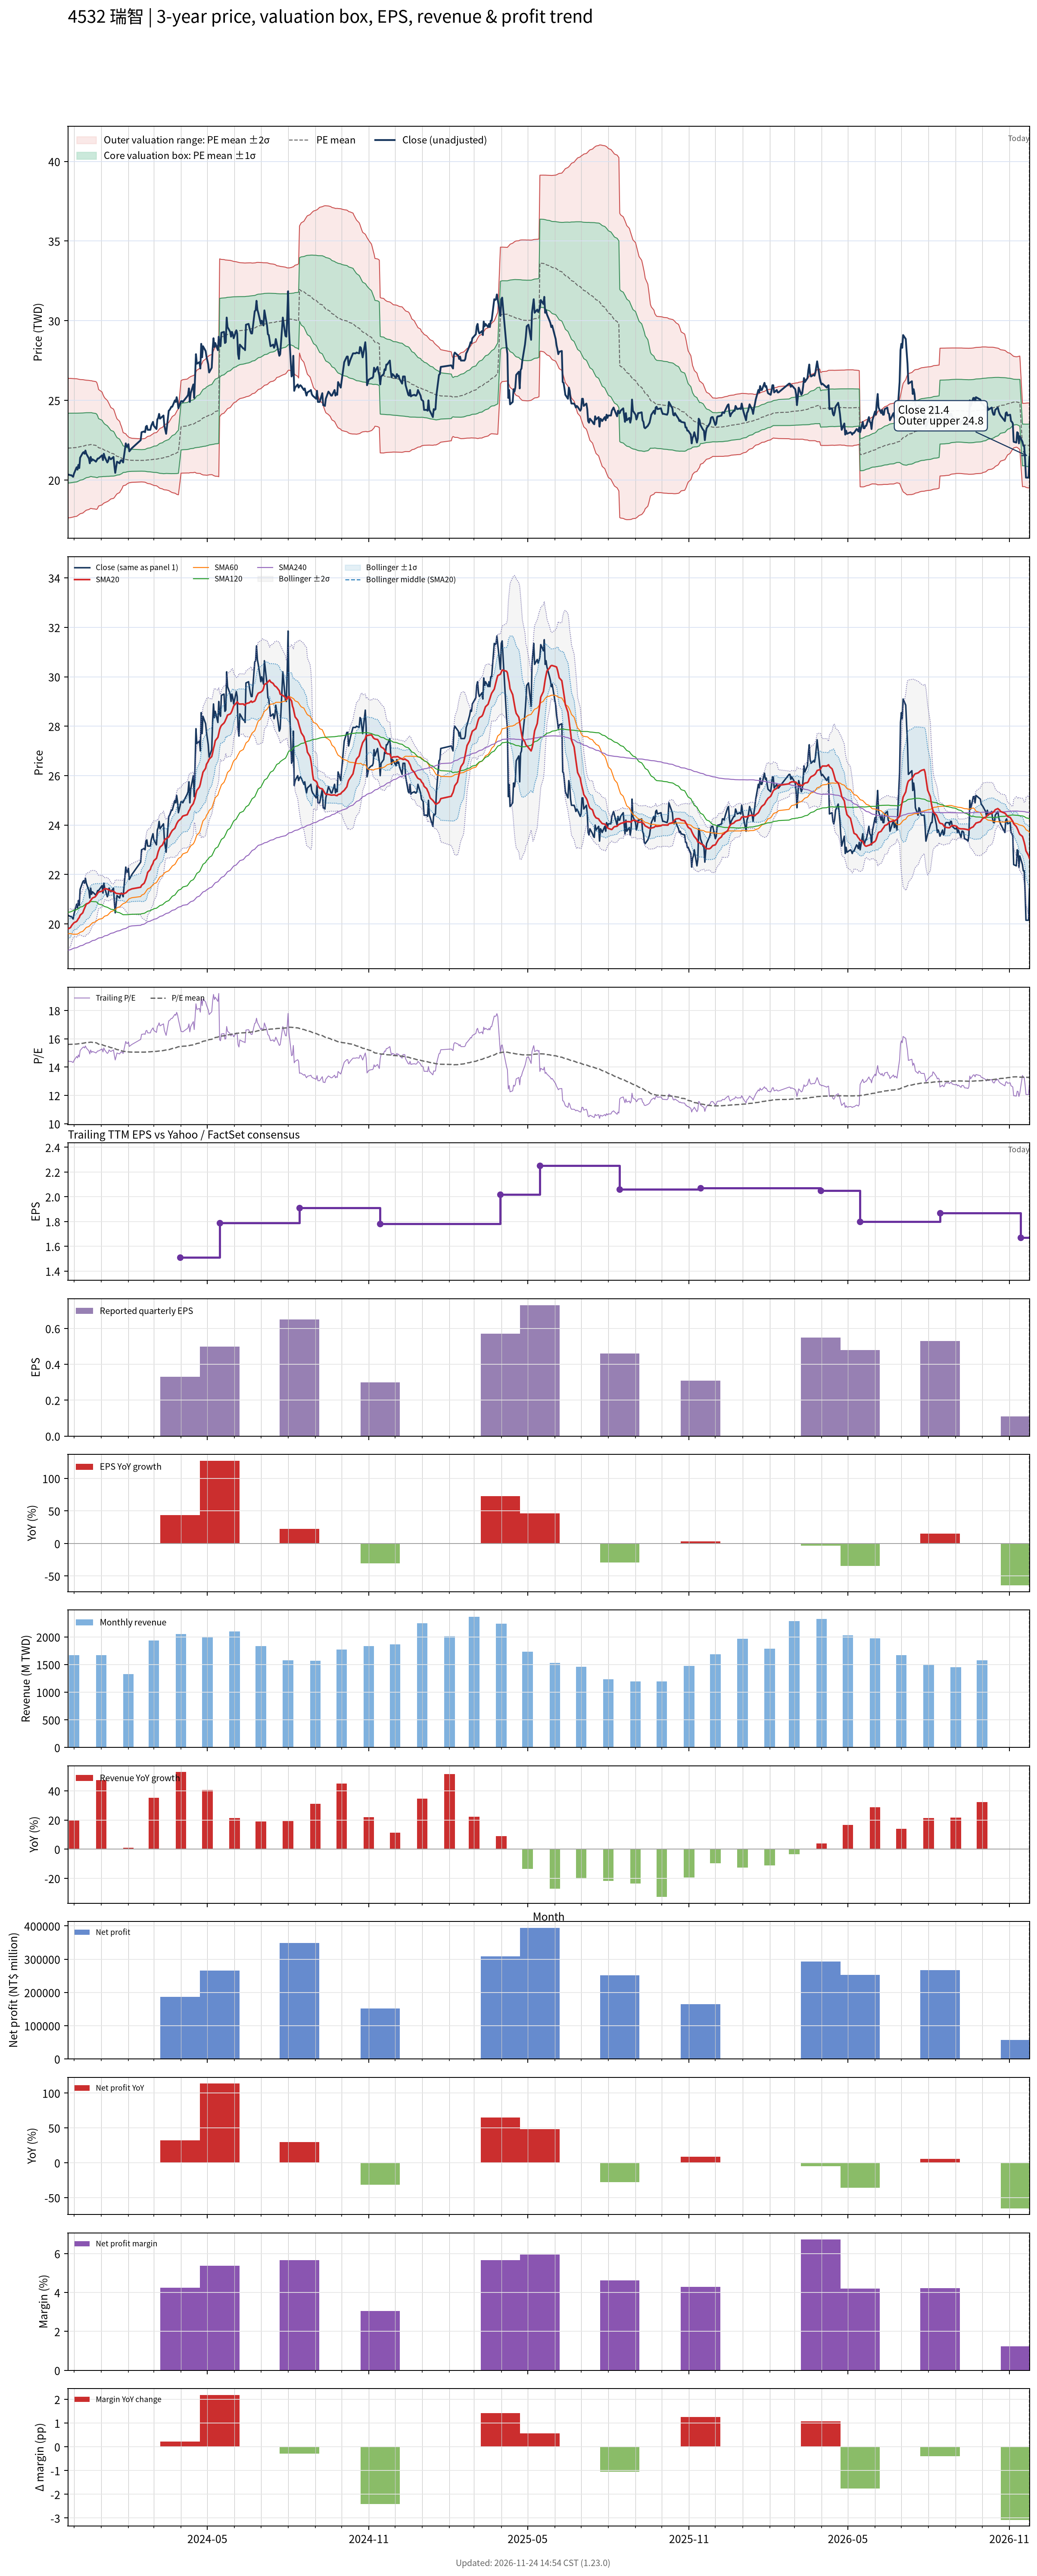 4532 瑞智 | 3-year price, valuation box, EPS, revenue & profit trend
Outer valuation range: PE mean ±2σ
PE mean
Close (unadjusted)
Core valuation box: PE mean ±1σ
Today
Price (TWD)
40
35
30
25
20
Close 21.4
Outer upper 24.8
Close (same as panel 1)
SMA20
SMA60
SMA120
SMA240
Bollinger ±2σ
Bollinger ±1σ
Bollinger middle (SMA20)
Price
34
32
30
28
26
24
22
20
Trailing P/E
P/E mean
P/E
18
16
14
12
10
Trailing TTM EPS vs Yahoo / FactSet consensus
Today
EPS
2.4
2.2
2.0
1.8
1.6
1.4
Reported quarterly EPS
EPS
0.6
0.4
0.2
0.0
EPS YoY growth
YoY (%)
100
50
0
-50
Monthly revenue
Revenue (M TWD)
2000
1500
1000
500
0
Revenue YoY growth
YoY (%)
40
20
0
-20
Month
Net profit
Net profit (NT$ million)
400000
300000
200000
100000
0
Net profit YoY
YoY (%)
100
50
0
-50
Net profit margin
Margin (%)
6
4
2
0
Margin YoY change
Δ margin (pp)
2
1
0
-1
-2
-3
2024-05
2024-11
2025-05
2025-11
2026-05
2026-11
Updated: 2026-11-24 14:54 CST (1.23.0)